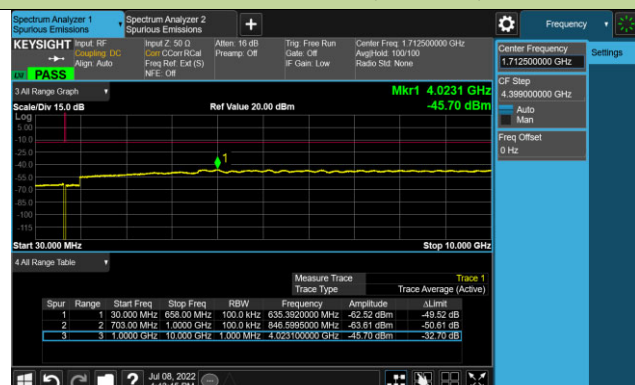 Spectrum Analyzer 1
Spurious Emissions
Spectrum Analyzer 2
Spurious Emissions
+
Frequency
KEYSIGHT
Input: RF
Coupling: DC
Align: Auto
Input Z: 50 Ω
Corr CCorr RCal
Freq Ref: Ext (S)
NFE: Off
Atten: 16 dB
Preamp: Off
Trig: Free Run
Gate: Off
IF Gain: Low
Center Freq: 1.712500000 GHz
Avg|Hold: 100/100
Radio Std: None
PASS
Center Frequency
1.712500000 GHz
Settings
CF Step
4.399000000 GHz
Auto
Man
Freq Offset
0 Hz
3 All Range Graph
Mkr1 4.0231 GHz
Scale/Div 15.0 dB
Ref Value 20.00 dBm
-45.70 dBm
Log
5.00
-10.0
-25.0
-40.0
-55.0
-70.0
-85.0
-100
-115
1
Start 30.000 MHz
Stop 10.000 GHz
4 All Range Table
Measure Trace Trace 1
Trace Type Trace Average (Active)
Spur Range Start Freq Stop Freq RBW Frequency Amplitude ΔLimit
1 1 30.000 MHz 658.00 MHz 100.0 kHz 635.3920000 MHz -62.52 dBm -49.52 dB
2 2 703.00 MHz 1.0000 GHz 100.0 kHz 846.5995000 MHz -63.61 dBm -50.61 dB
3 3 1.0000 GHz 10.000 GHz 1.000 MHz 4.023100000 GHz -45.70 dBm -32.70 dB
?
Jul 08, 2022